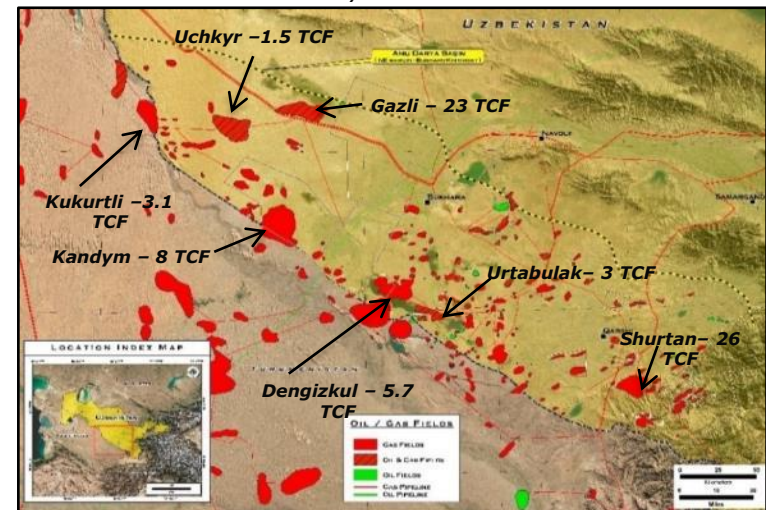 UZBEKISTAN
Uchkyr –1.5 TCF
AMU DARYA BASIN
Gazli – 23 TCF
NAVOI
Kukurtli –3.1
TCF
BUKHARA
SAMARKAND
Kandym – 8 TCF
Urtabulak– 3 TCF
Shurtan– 26
TCF
LOCATION INDEX MAP
TURKMENISTAN
Dengizkul – 5.7
TCF
OIL / GAS FIELDS
GAS FIELDS
OIL & GAS FIELDS
OIL FIELDS
GAS PIPELINE
OIL PIPELINE
Kilometers
Miles